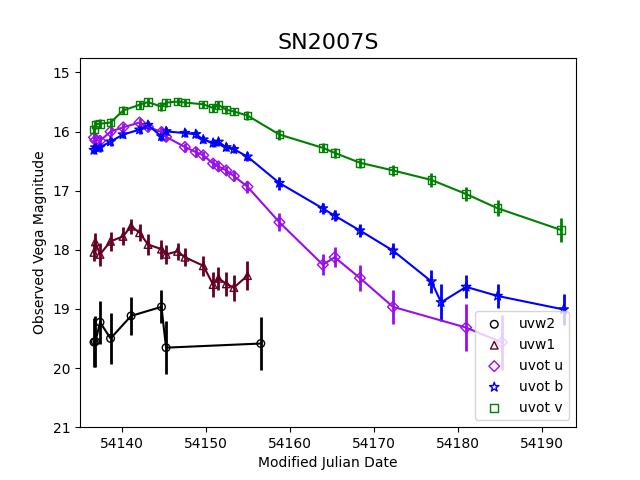 SN2007S
Observed Vega Magnitude
15
16
17
18
19
20
21
54140
54150
54160
54170
54180
54190
Modified Julian Date
uvw2
uvw1
uvot u
uvot b
uvot v